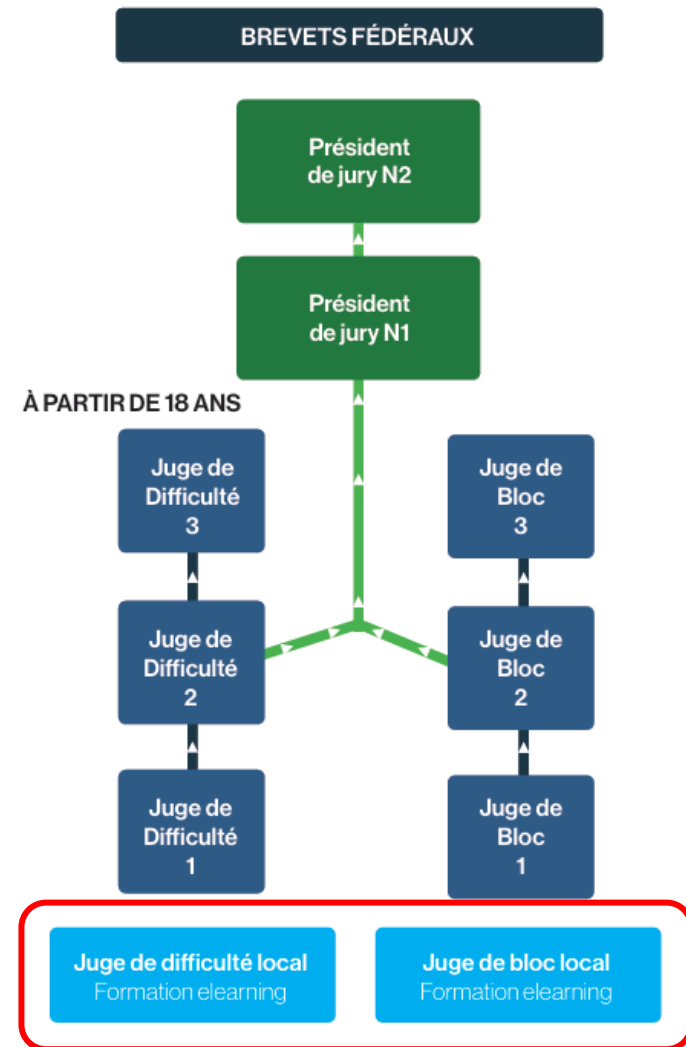 BREVETS FÉDÉRAUX
Président
de jury N2
Président
de jury N1
À PARTIR DE 18 ANS
Juge de
Difficulté
3
Juge de
Bloc
3
Juge de
Difficulté
2
Juge de
Bloc
2
Juge de
Difficulté
1
Juge de
Bloc
1
Juge de difficulté local
Formation elearning
Juge de bloc local
Formation elearning